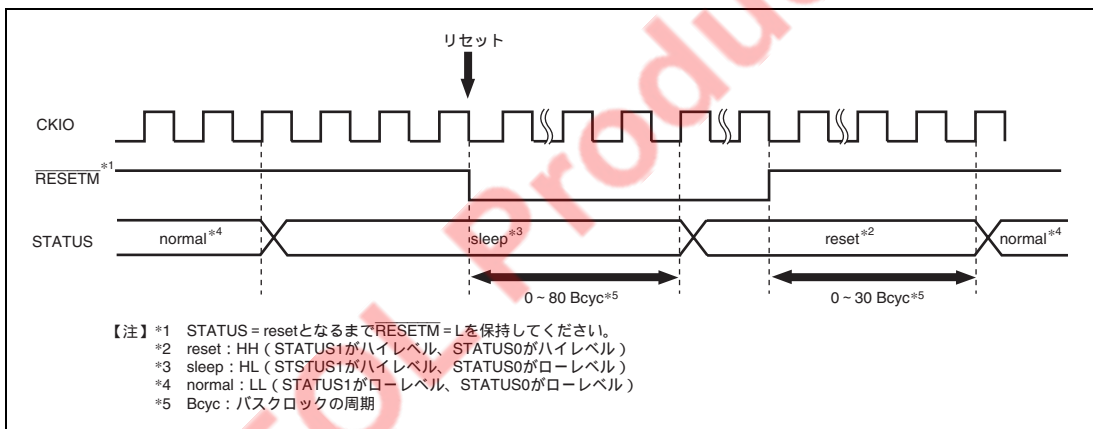 リセット
CKIO
RESETM*1
STATUS normal*4 sleep*3 reset*2 normal*4
0 ~ 80 Bcyc*5 0 ~ 30 Bcyc*5
【注】*1 STATUS = resetとなるまでRESETM = Lを保持してください。
*2 reset : HH ( STATUS1がハイレベル、STATUS0がハイレベル )
*3 sleep : HL ( STSTUS1がハイレベル、STATUS0がローレベル )
*4 normal : LL ( STATUS1がローレベル、STATUS0がローレベル )
*5 Bcyc : バスクロックの周期
TOL Produ